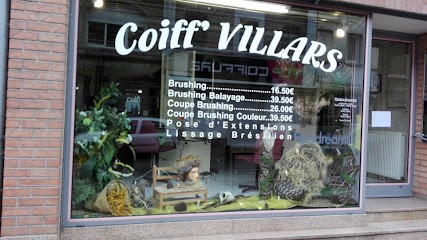 Coiff' VILLARS
COIFFURE
Brushing..........................16.50€
Brushing Balayage..........39.50€
Coupe Brushing..............26.00€
Coupe Brushing Couleur..39.50€
Pose d'Extensions
Lissage Brésilien